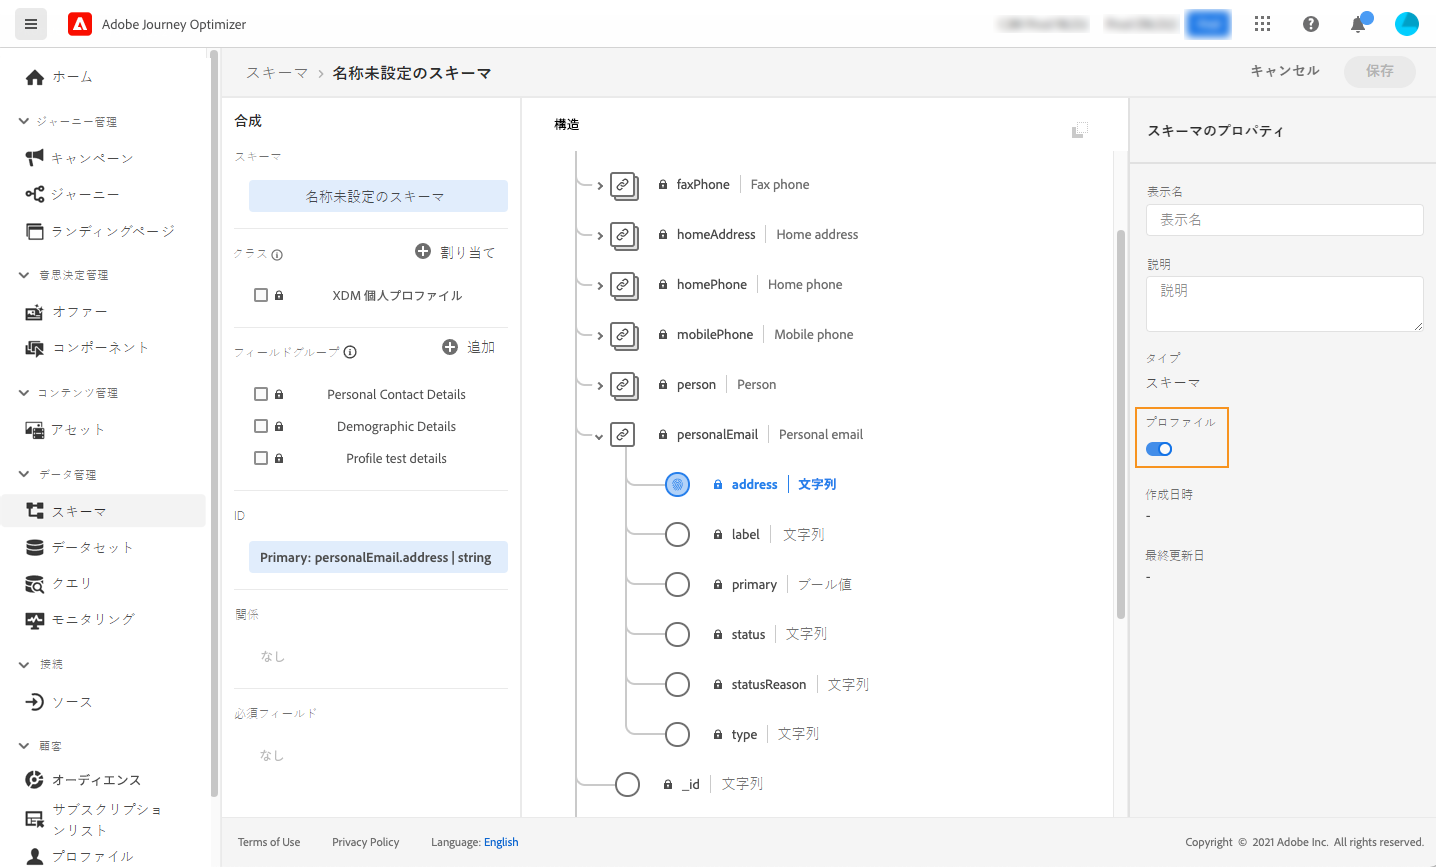 Adobe Journey Optimizer
ホーム
ジャーニー管理
キャンペーン
ジャーニー
ランディングページ
意思決定管理
オファー
コンポーネント
コンテンツ管理
アセット
データ管理
スキーマ
データセット
クエリ
モニタリング
接続
ソース
顧客
オーディエンス
サブスクリプショ
ンリスト
プロファイル
スキーマ › 名称未設定のスキーマ
キャンセル
保存
合成
スキーマ
名称未設定のスキーマ
クラス
割り当て
XDM 個人プロファイル
フィールドグループ
追加
Personal Contact Details
Demographic Details
Profile test details
ID
Primary: personalEmail.address | string
関係
なし
必須フィールド
なし
構造
faxPhone | Fax phone
homeAddress | Home address
homePhone | Home phone
mobilePhone | Mobile phone
person | Person
personalEmail | Personal email
address | 文字列
label | 文字列
primary | ブール値
status | 文字列
statusReason | 文字列
type | 文字列
_id | 文字列
スキーマのプロパティ
表示名
表示名
説明
説明
タイプ
スキーマ
プロファイル
作成日時
-
最終更新日
-
Terms of Use
Privacy Policy
Language: English
Copyright © 2021 Adobe Inc. All rights reserved.